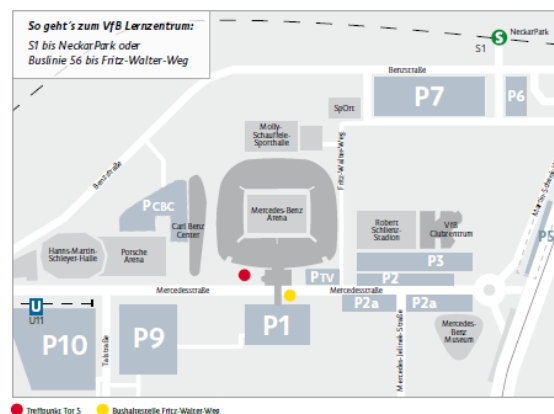 So geht's zum VfB Lernzentrum:
S1 bis NeckarPark oder
Buslinie 56 bis Fritz-Walter-Weg
S
NeckarPark
S1
Benzstraße
P7
P6
SpOrt
Molly-
Schauffele-
Sporthalle
Fritz-Walter-Weg
Benzstraße
PCBC
Carl Benz
Center
Mercedes-Benz
Arena
Robert
Schlienz-
Stadion
VfB
Clubzentrum
P5
Hanns-Martin-
Schleyer-Halle
Porsche
Arena
P3
PTV
P2
Mercedesstraße
Mercedesstraße
P2a
P2a
U
U11
P10
P9
P1
Talstraße
Mercedes-Jelinek-Straße
Mercedes-
Benz
Museum
Treffpunkt Tor 5
Bushaltestelle Fritz-Walter-Weg